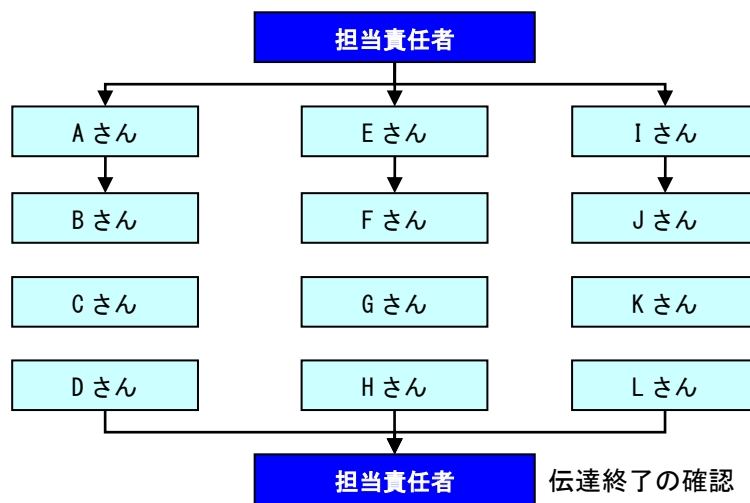 担当責任者
A さん
E さん
I さん
B さん
F さん
J さん
C さん
G さん
K さん
D さん
H さん
L さん
担当責任者
伝達終了の確認